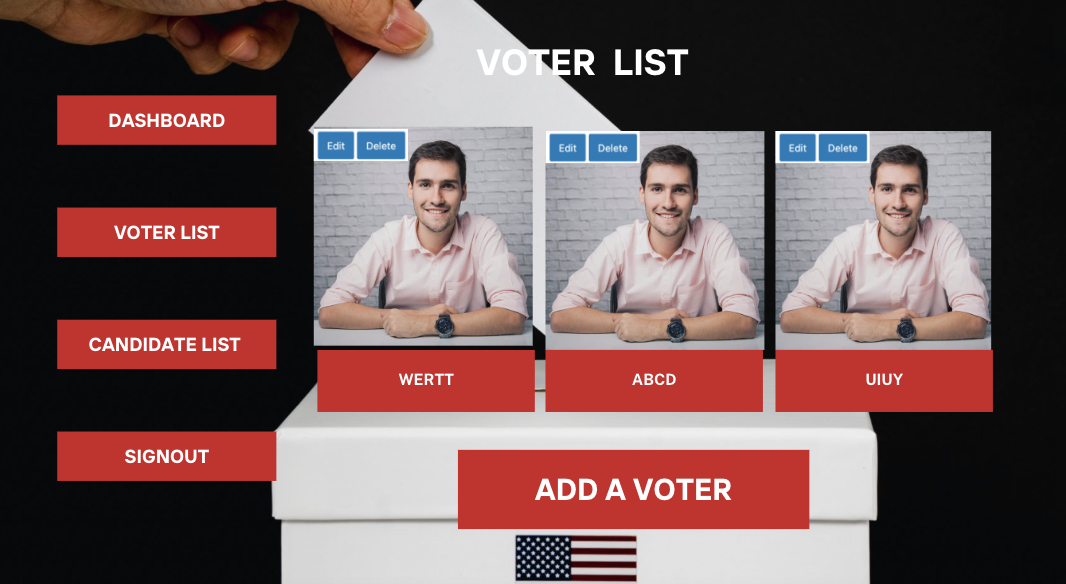 VOTER LIST
DASHBOARD
VOTER LIST
CANDIDATE LIST
SIGNOUT
Edit Delete
Edit Delete
Edit Delete
WERTT
ABCD
UIUY
ADD A VOTER